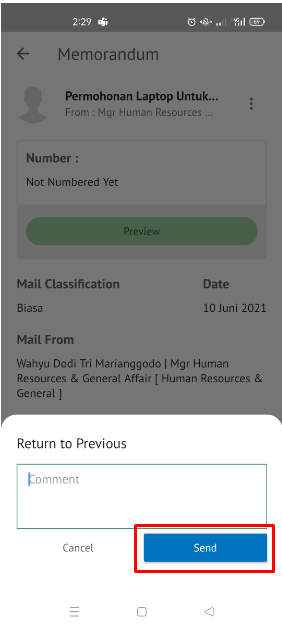 2:29
69
Memorandum
Permohonan Laptop Untuk...
From : Mgr Human Resources ...
Number :
Not Numbered Yet
Preview
Mail Classification
Date
Biasa
10 Juni 2021
Mail From
Wahyu Dodi Tri Marianggodo | Mgr Human
Resources & General Affair [ Human Resources &
General ]
Return to Previous
Comment
Cancel
Send